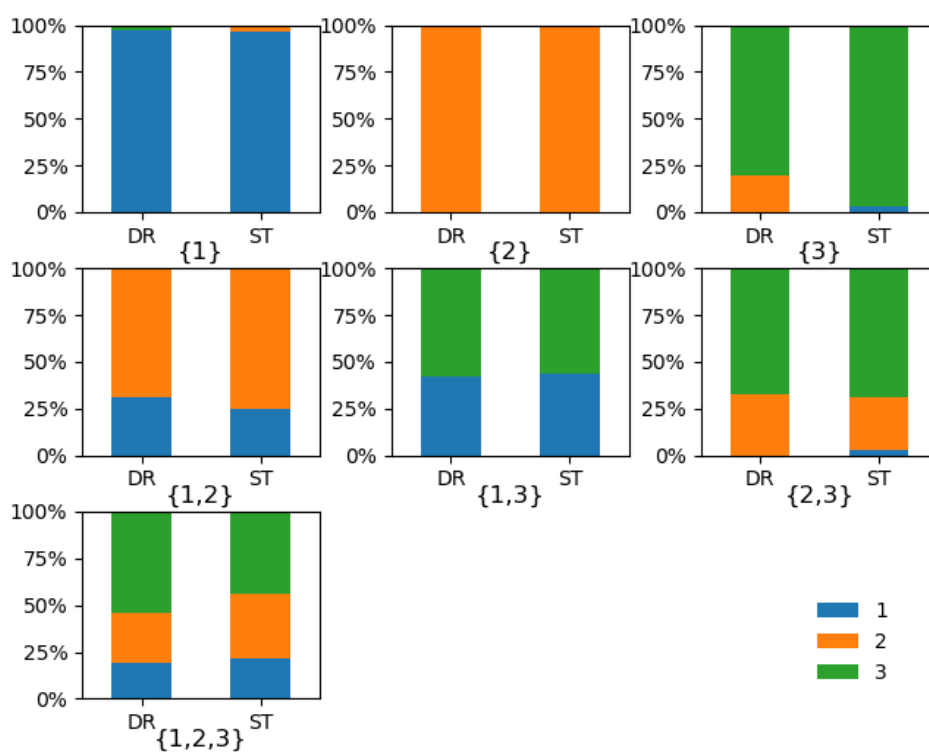 100% 100% 100%
75% 75% 75%
50% 50% 50%
25% 25% 25%
0% 0% 0%
DR ST DR ST DR ST
{1} {2} {3}
100% 100% 100%
75% 75% 75%
50% 50% 50%
25% 25% 25%
0% 0% 0%
DR ST DR ST DR ST
{1,2} {1,3} {2,3}
100%
75%
50%
25%
0%
DR ST
{1,2,3}
1
2
3